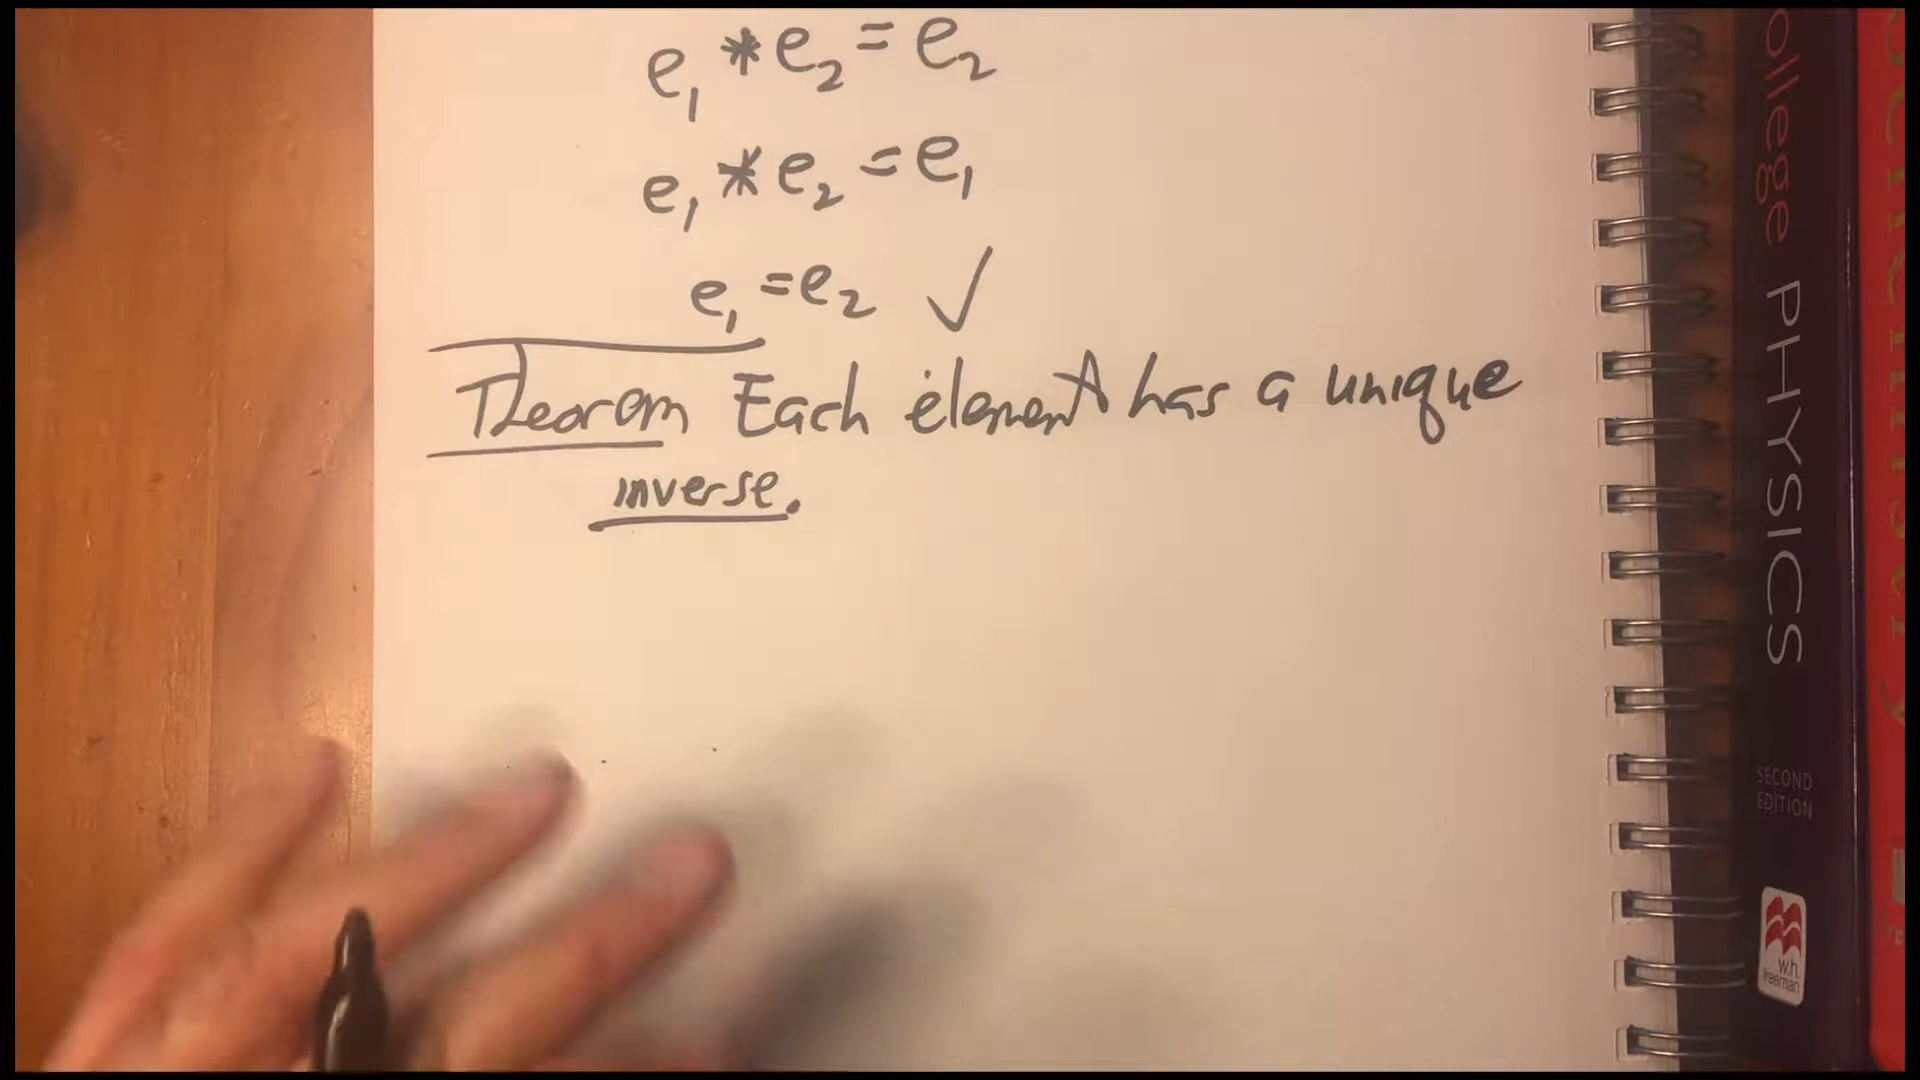 e₁ * e₂ = e₂
e₁ * e₂ = e₁
e₁ = e₂ ✓
Theorem Each element has a unique
inverse.
College PHYSICS
SECOND
EDITION
w.h.
freeman